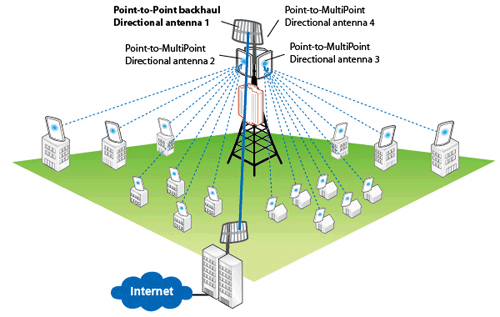 Point-to-Point backhaul
Directional antenna 1
Point-to-MultiPoint
Directional antenna 4
Point-to-MultiPoint
Directional antenna 2
Point-to-MultiPoint
Directional antenna 3
Internet